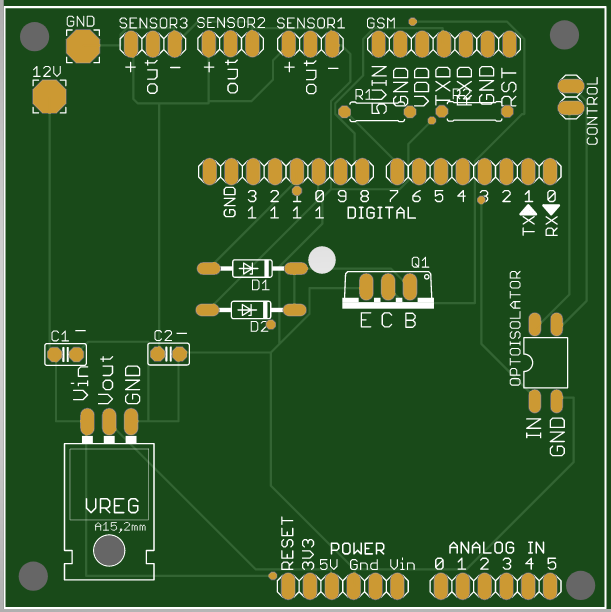 GND
SENSOR3 SENSOR2 SENSOR1 GSM
12V
+ out - + out + out -
5VIN GND VDD TXD RXD GND RST
R1
CONTROL
GND 13 12 11 10 9 8 7 6 5 4 3 2 1 0
DIGITAL
TX RX
Q1
D1
E C B
D2
OPTOISOLATOR
C1 - C2 -
Vin Vout GND
IN GND
VREG
A15,2mm
RESET 3V3 5V Gnd Vin
POWER
ANALOG IN
0 1 2 3 4 5